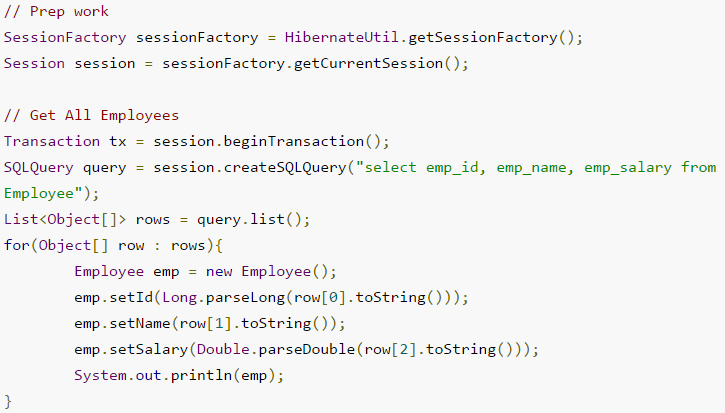 // Prep work
SessionFactory sessionFactory = HibernateUtil.getSessionFactory();
Session session = sessionFactory.getCurrentSession();

// Get All Employees
Transaction tx = session.beginTransaction();
SQLQuery query = session.createSQLQuery("select emp_id, emp_name, emp_salary from
Employee");
List<Object[]> rows = query.list();
for(Object[] row : rows){
        Employee emp = new Employee();
        emp.setId(Long.parseLong(row[0].toString()));
        emp.setName(row[1].toString());
        emp.setSalary(Double.parseDouble(row[2].toString()));
        System.out.println(emp);
}